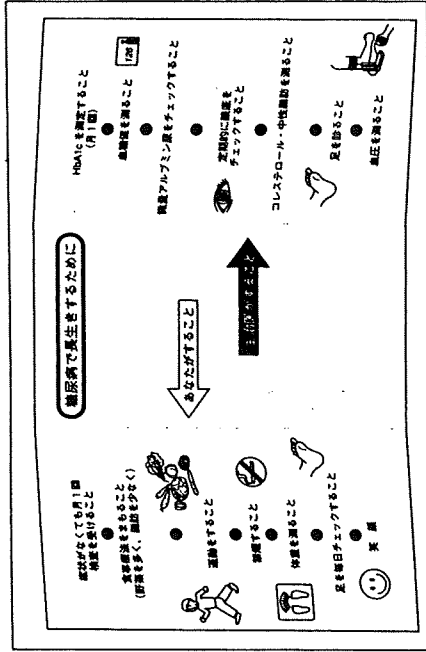 糖尿病で長生きするために
あなたがすること
症状がなくても月1回
検査を受けること
食事療法をまもること
(野菜を多く、脂肪を少なく)
運動をすること
禁煙すること
体重を測ること
足を毎日チェックすること
笑顔
すること
HbA1cを測定すること
(月1回)
血糖値を測ること
126
微量アルブミン尿をチェックすること
定期的に眼底を
チェックすること
コレステロール・中性脂肪を測ること
足を診ること
血圧を測ること